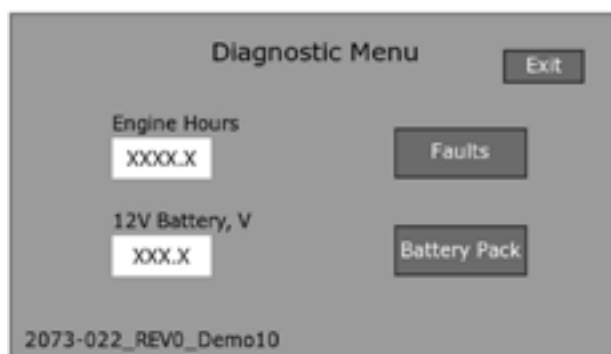 Diagnostic Menu
Exit
Engine Hours
XXXX.X
Faults
12V Battery, V
XXX.X
Battery Pack
2073-022_REV0_Demo10